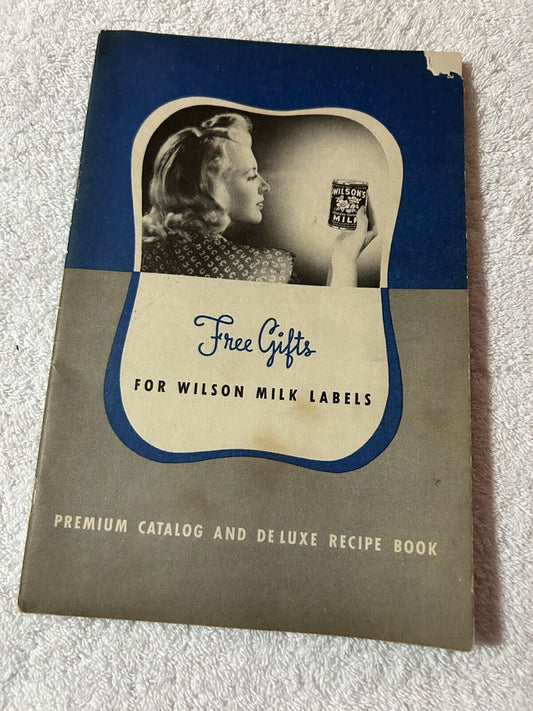 WILSON'S
MILK
Free Gifts
FOR WILSON MILK LABELS
PREMIUM CATALOG AND DE LUXE RECIPE BOOK